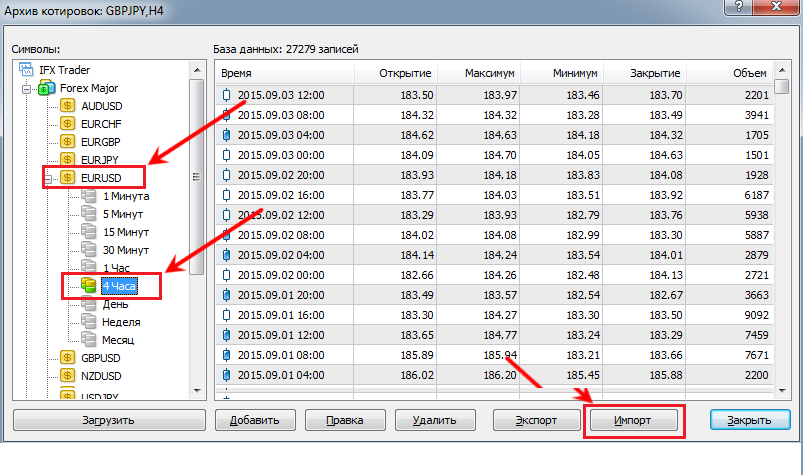 Архив котировок: GBPJPY,H4
Символы:
База данных: 27279 записей
IFX Trader
Forex Major
AUDUSD
EURCHF
EURGBP
EURJPY
EURUSD
1 Минута
5 Минут
15 Минут
30 Минут
1 Час
4 Часа
День
Неделя
Месяц
GBPUSD
NZDUSD
USDJPY
Время Открытие Максимум Минимум Закрытие Объем
2015.09.03 12:00 183.50 183.97 183.46 183.70 2201
2015.09.03 08:00 184.32 184.32 183.28 183.49 3941
2015.09.03 04:00 184.62 184.63 184.18 184.32 1705
2015.09.03 00:00 184.09 184.70 184.05 184.63 1501
2015.09.02 20:00 183.93 184.18 183.83 184.08 1928
2015.09.02 16:00 183.77 184.03 183.51 183.92 6187
2015.09.02 12:00 183.29 183.93 182.79 183.76 5938
2015.09.02 08:00 184.02 184.08 182.99 183.30 5887
2015.09.02 04:00 184.14 184.24 183.54 184.01 2879
2015.09.02 00:00 182.66 184.26 182.48 184.13 2721
2015.09.01 20:00 183.49 183.57 182.54 182.67 3663
2015.09.01 16:00 183.30 184.27 183.30 183.50 9092
2015.09.01 12:00 183.65 184.77 183.24 183.29 7459
2015.09.01 08:00 185.89 185.94 183.21 183.66 7671
2015.09.01 04:00 186.02 186.20 185.45 185.88 2200
Загрузить Добавить Правка Удалить Экспорт Импорт Закрыть